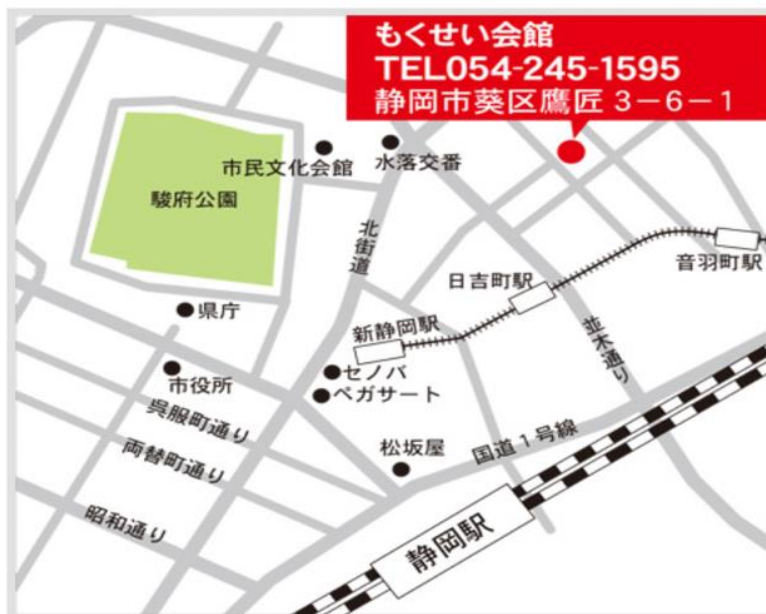 もくせい会館
TEL054-245-1595
静岡市葵区鷹匠3-6-1
市民文化会館
水落交番
駿府公園
北街道
音羽町駅
日吉町駅
県庁
新静岡駅
並木通り
市役所
セノバ
ペガサート
呉服町通り
両替町通り
松坂屋
国道1号線
昭和通り
静岡駅